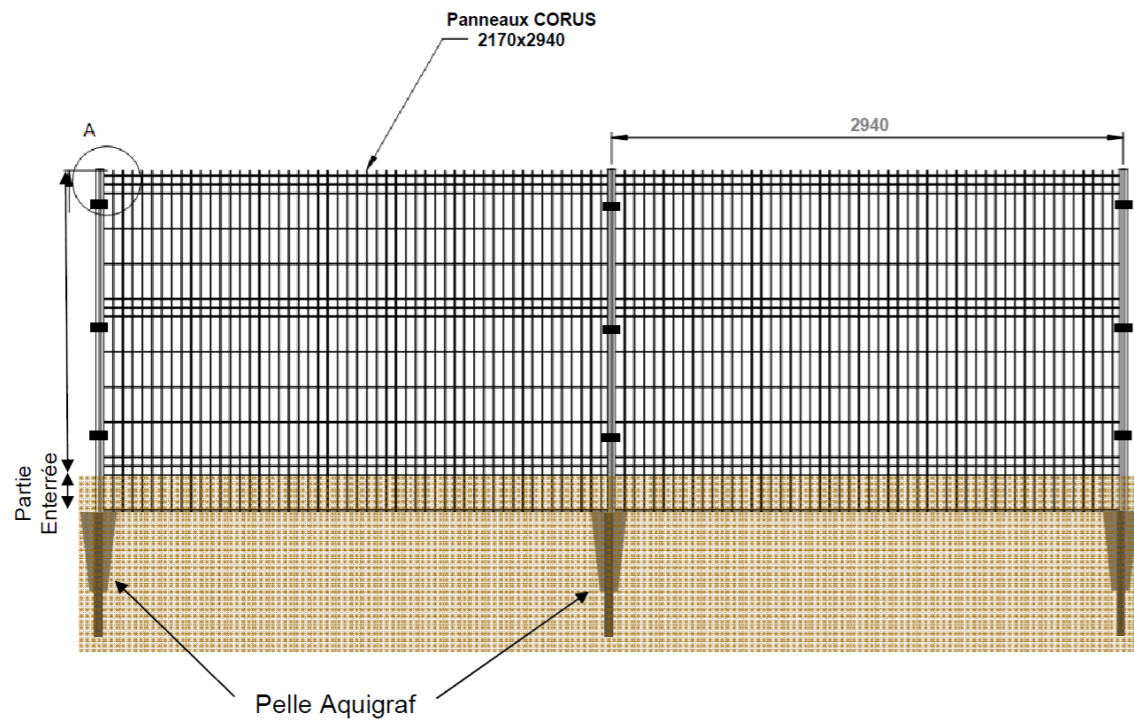 Panneaux CORUS
2170x2940
2940
A
Partie
Enterrée
Pelle Aquigraf